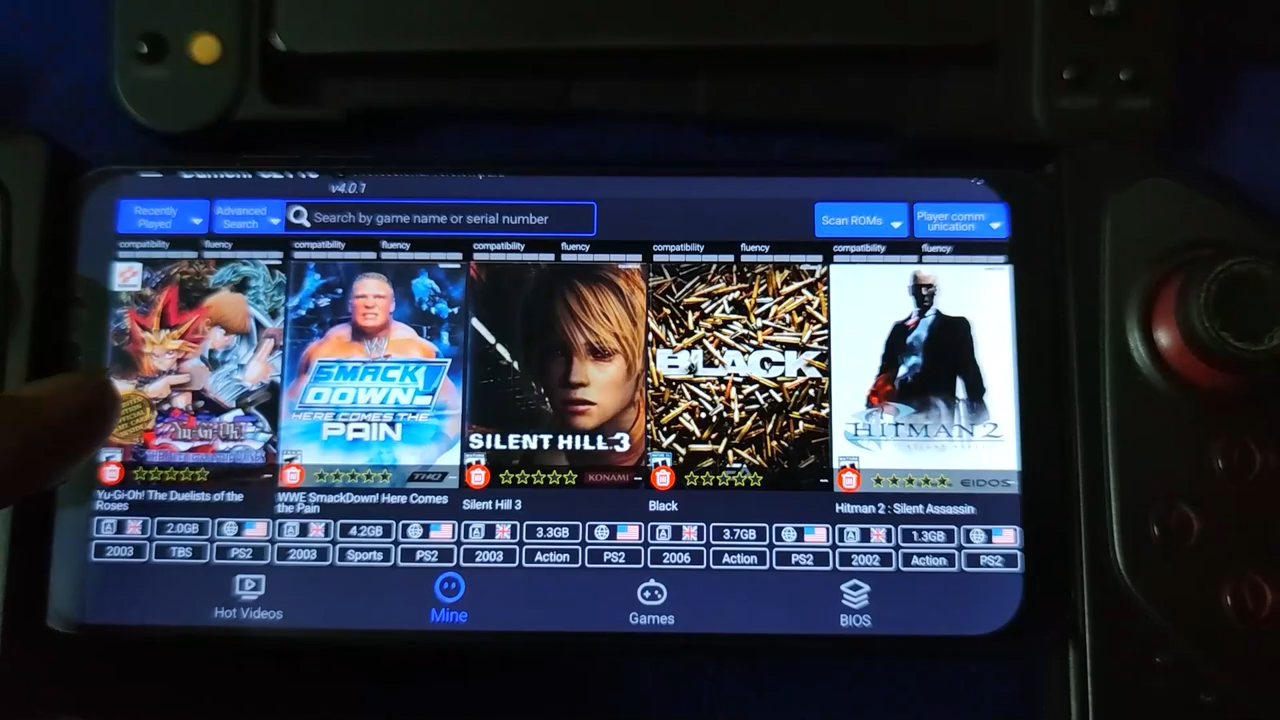 v4.0.1
Recently Played
Advanced Search
Search by game name or serial number
Scan ROMs
Player comm unication
compatibility fluency compatibility fluency compatibility fluency compatibility fluency compatibility fluency
Yu-Gi-Oh!
SMACK DOWN!
HERE COMES THE
PAIN
SILENT HILL 3
BLACK
HITMAN 2
THQ
KONAMI
EA
EIDOS
Yu-Gi-Oh! The Duelists of the Roses
WWE SmackDown! Here Comes the Pain
Silent Hill 3
Black
Hitman 2 : Silent Assassin
A 2.0GB A 4.2GB A 3.3GB A 3.7GB A 1.3GB
2003 TBS PS2 2003 Sports PS2 2003 Action PS2 2006 Action PS2 2002 Action PS2
Hot Videos
Mine
Games
BIOS